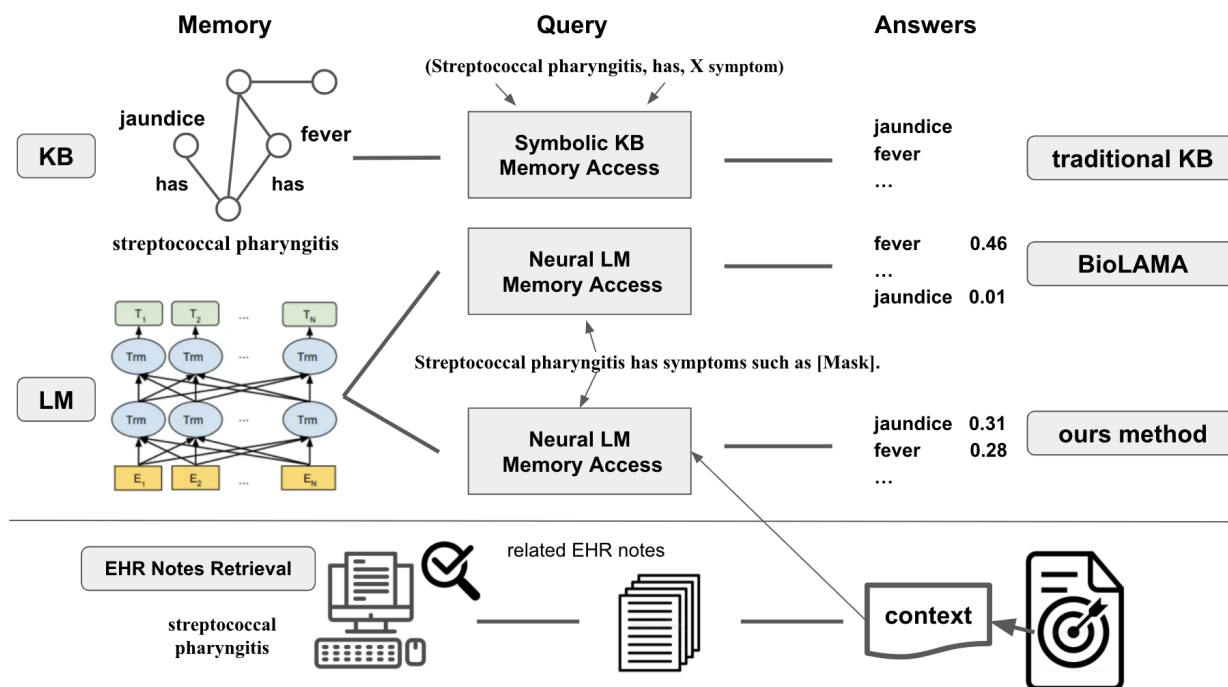 Memory
Query
Answers
(Streptococcal pharyngitis, has, X symptom)
KB
jaundice
fever
has
has
streptococcal pharyngitis
Symbolic KB
Memory Access
jaundice
fever
...
traditional KB
Neural LM
Memory Access
fever 0.46
...
jaundice 0.01
BioLAMA
LM
T1 T2 ... TN
Trm Trm ... Trm
Trm Trm ... Trm
E1 E2 ... EN
Streptococcal pharyngitis has symptoms such as [Mask].
Neural LM
Memory Access
jaundice 0.31
fever 0.28
...
ours method
EHR Notes Retrieval
streptococcal
pharyngitis
related EHR notes
context